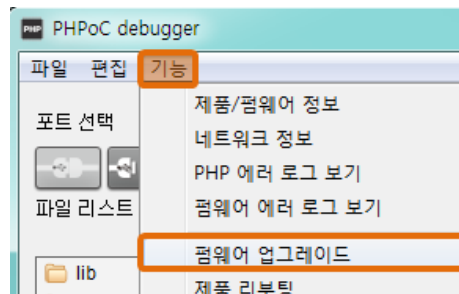 PHP PHPoC debugger
파일 편집 기능
제품/펌웨어 정보
포트 선택
네트워크 정보
PHP 에러 로그 보기
파일 리스트
펌웨어 에러 로그 보기
펌웨어 업그레이드
lib
제품 리부팅